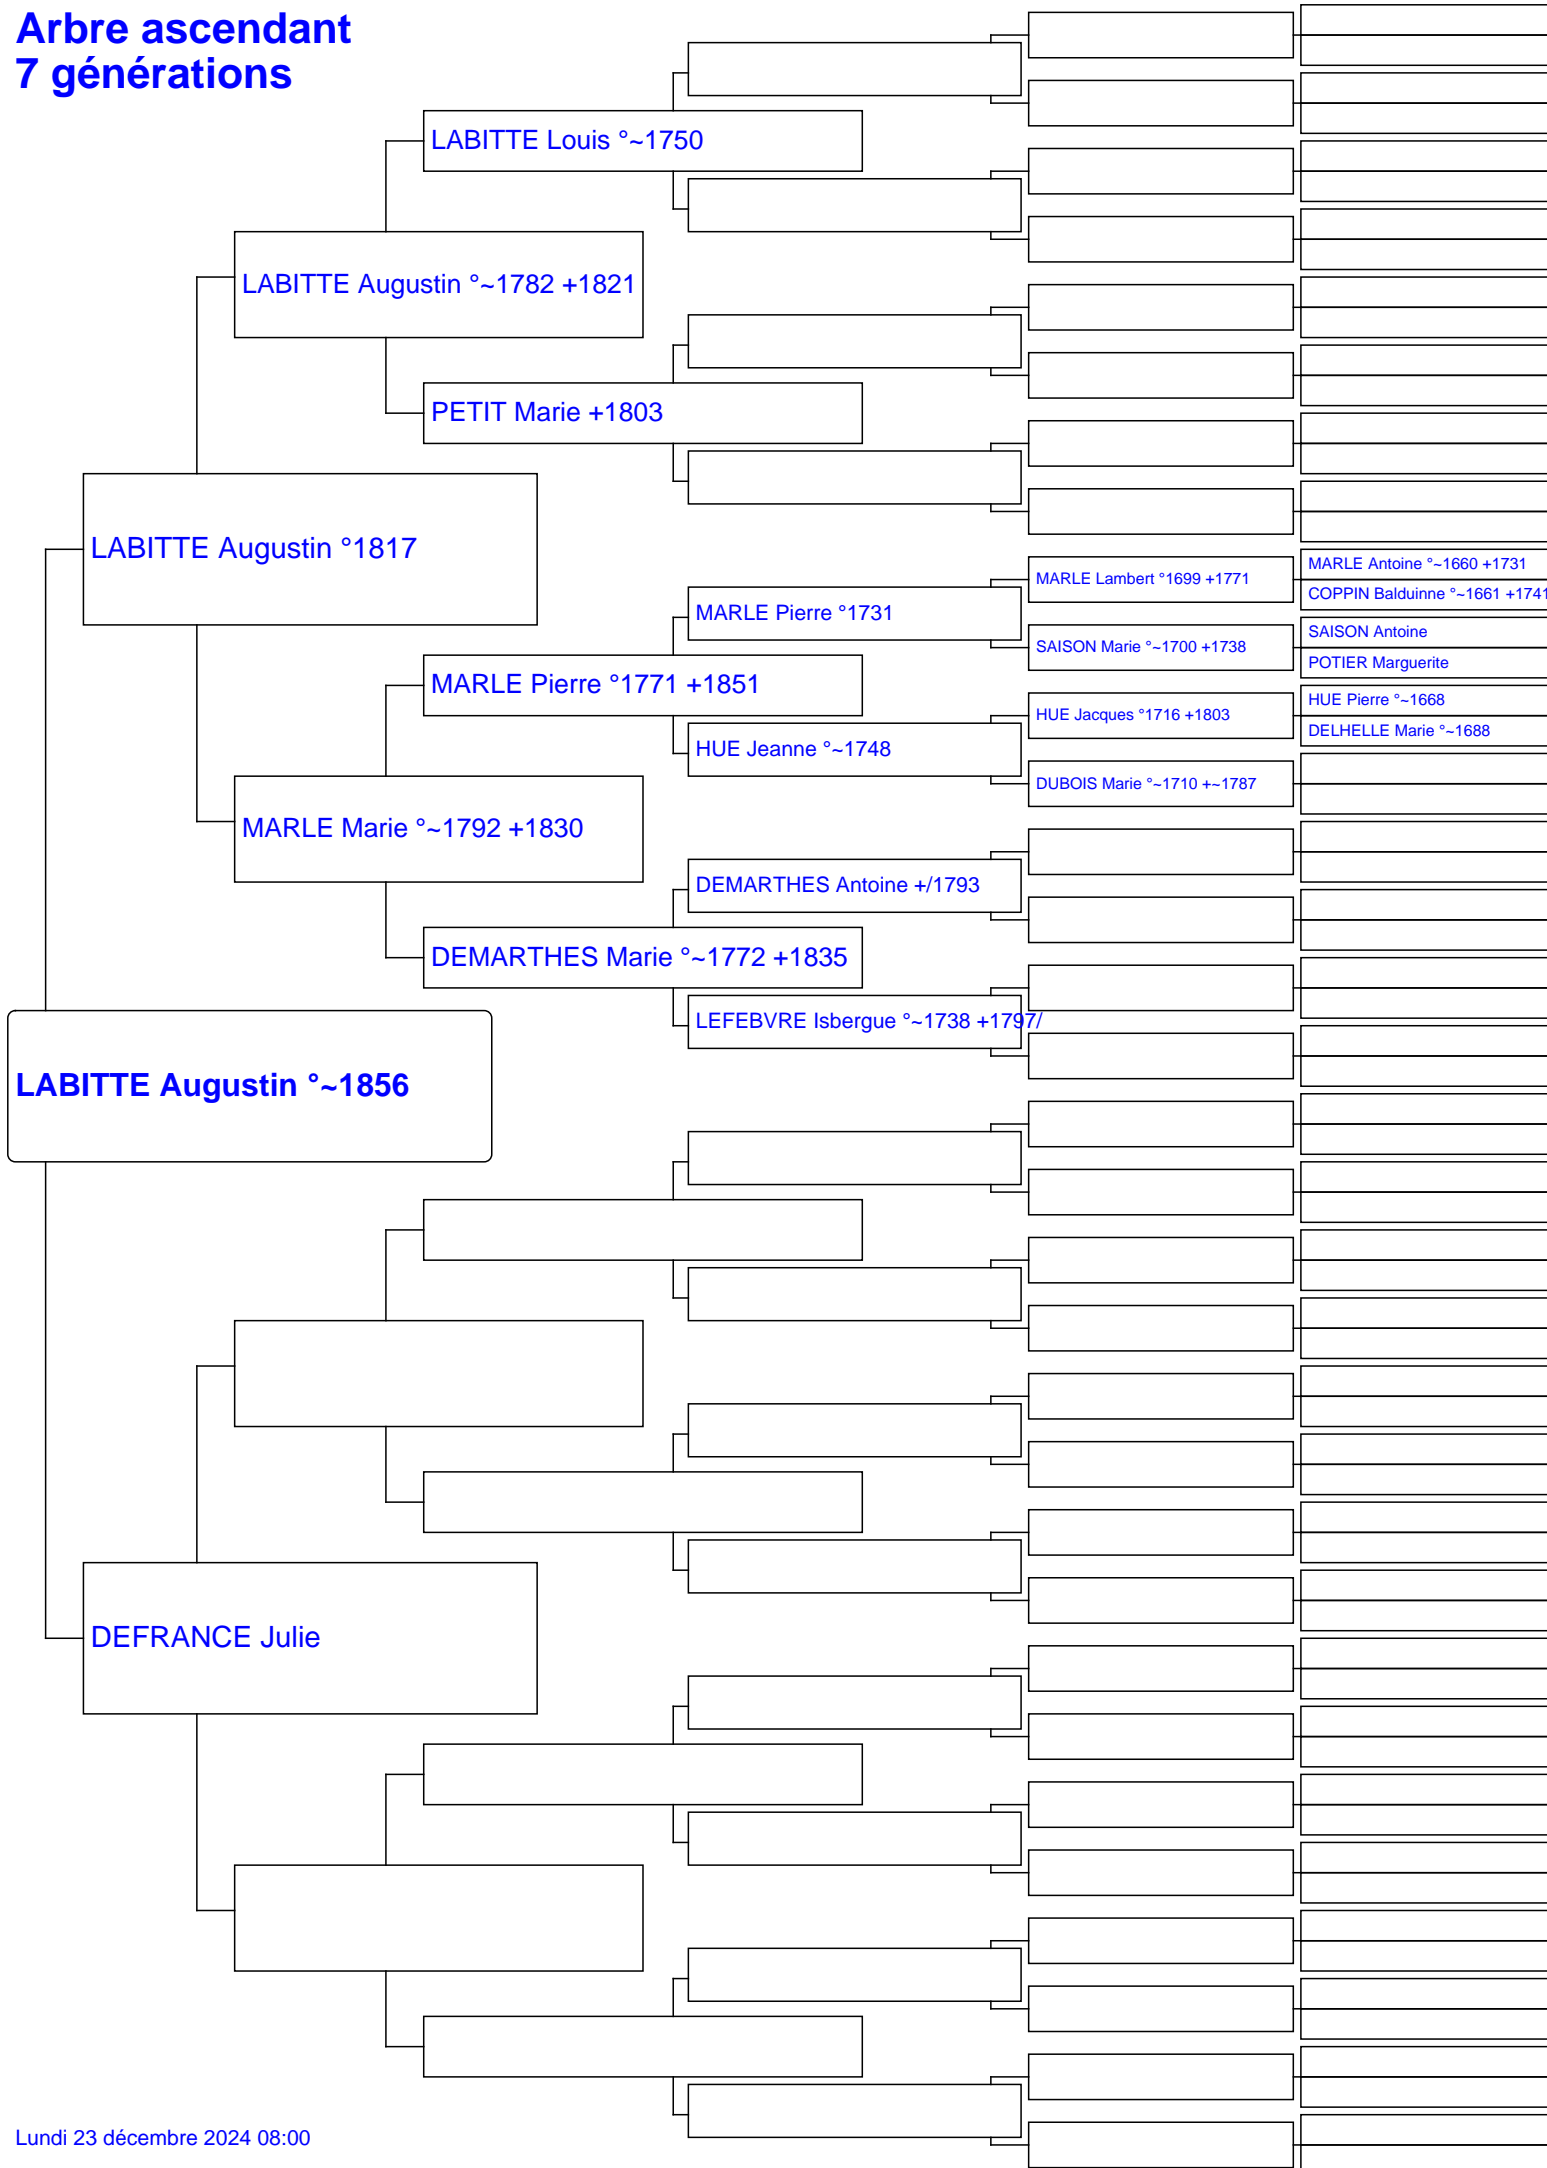 Arbre ascendant
7 générations
LABITTE Louis °~1750
LABITTE Augustin °~1782 +1821
PETIT Marie +1803
LABITTE Augustin °1817
MARLE Antoine °~1660 +1731
MARLE Lambert °1699 +1771
COPPIN Balduinne °~1661 +1741
MARLE Pierre °1731
SAISON Antoine
SAISON Marie °~1700 +1738
POTIER Marguerite
MARLE Pierre °1771 +1851
HUE Pierre °~1668
HUE Jacques °1716 +1803
DELHELLE Marie °~1688
HUE Jeanne °~1748
DUBOIS Marie °~1710 +~1787
MARLE Marie °~1792 +1830
DEMARTHES Antoine +/1793
DEMARTHES Marie °~1772 +1835
LEFEBVRE Isbergue °~1738 +1797/
LABITTE Augustin °~1856
DEFRANCE Julie
Lundi 23 décembre 2024 08:00